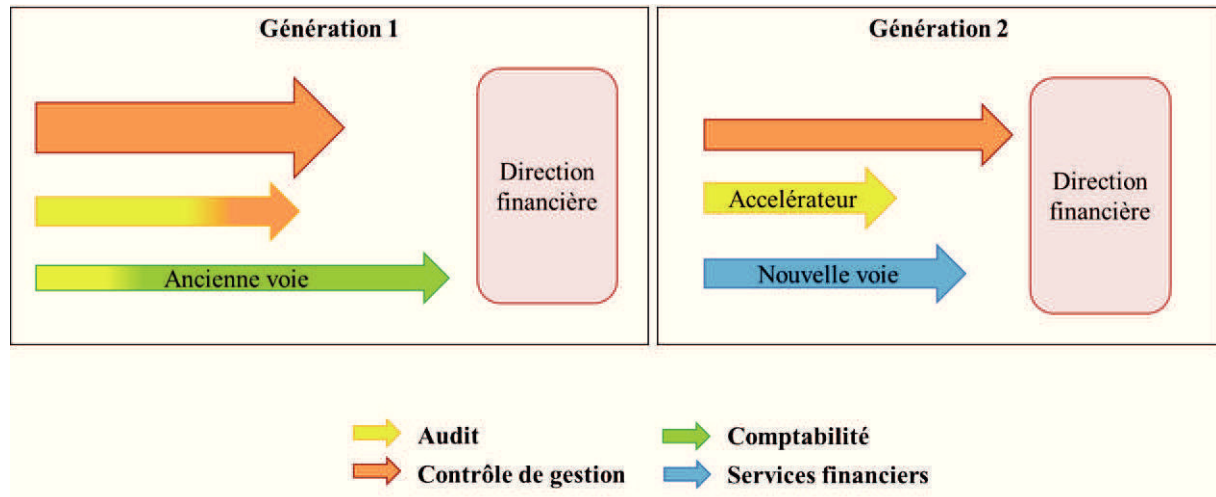 Génération 1
Direction
financière
Ancienne voie
Génération 2
Accelérateur
Direction
financière
Nouvelle voie
Audit
Comptabilité
Contrôle de gestion
Services financiers